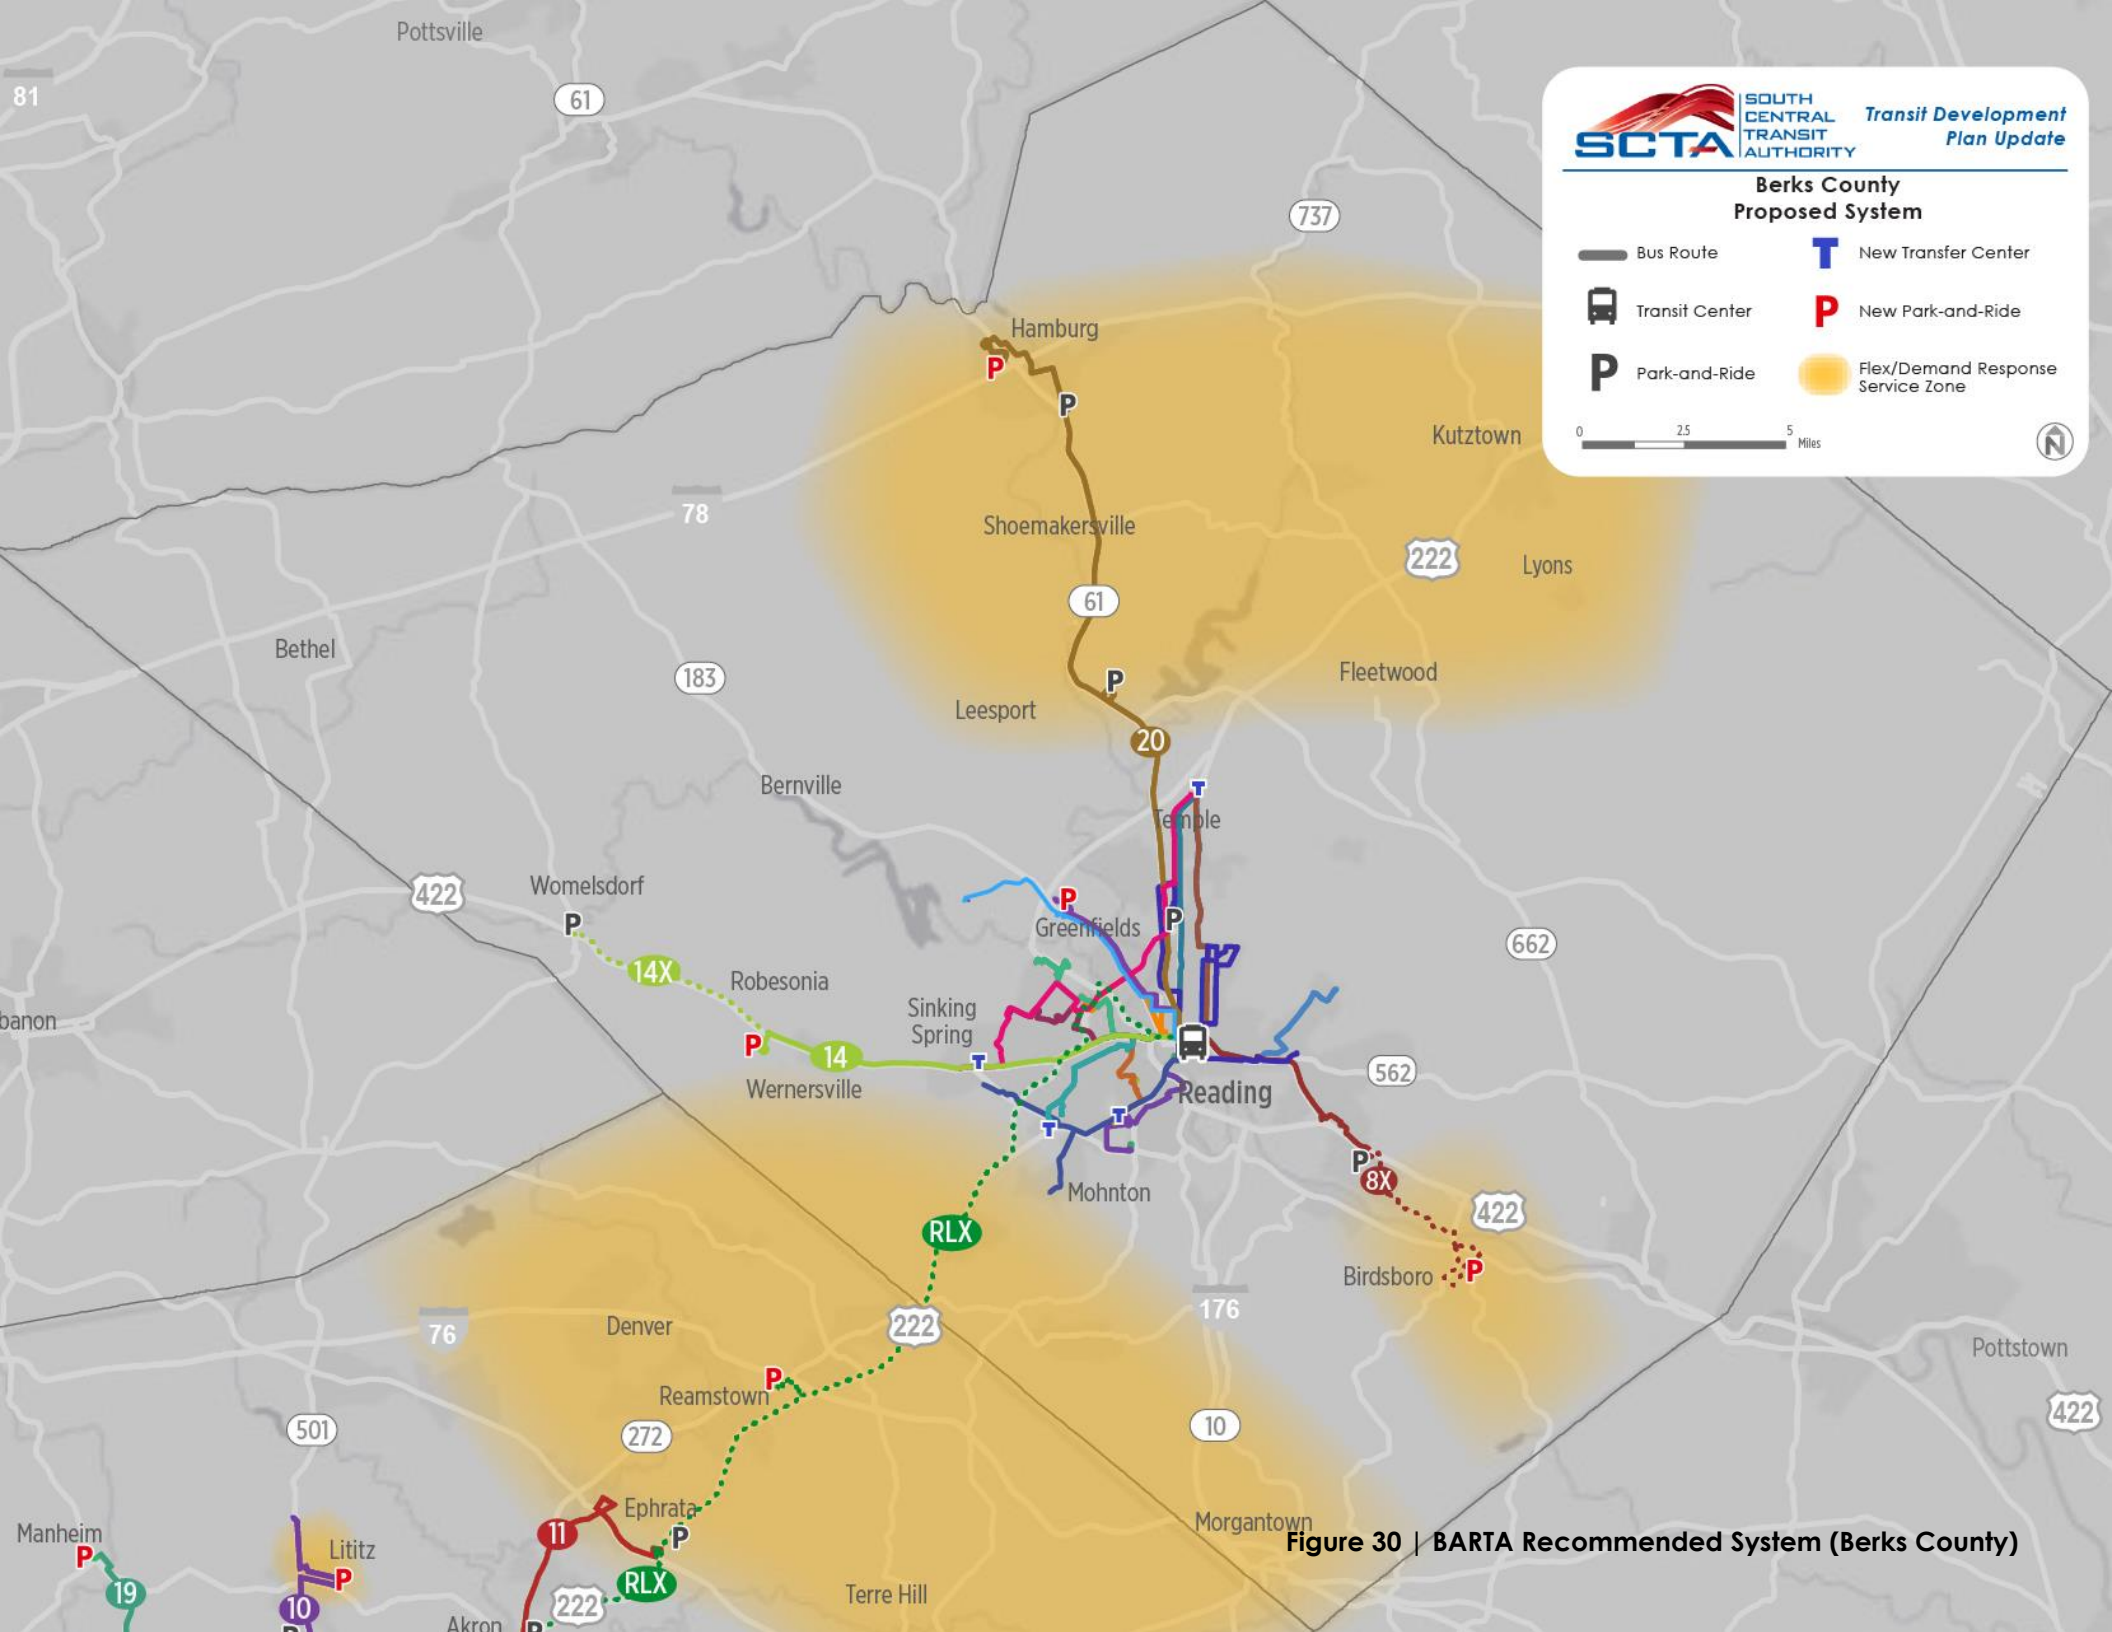 Pottsville
81
61
SCTA
SOUTH
CENTRAL
TRANSIT
AUTHORITY
Transit Development
Plan Update
Berks County
Proposed System
Bus Route
T New Transfer Center
Transit Center
P New Park-and-Ride
P Park-and-Ride
Flex/Demand Response
Service Zone
0 2.5 5
Miles
N
737
Hamburg
P
P
Kutztown
78
Shoemakersville
222
Lyons
61
Bethel
183
Fleetwood
P
Leesport
20
Bernville
T
Temple
422
Womelsdorf
P
P
Greenfields
P
662
14X
Robesonia
Sinking
Spring
banon
P
14
T
Wernersville
562
Reading
T
T
P
8X
Mohnton
422
RLX
Birdsboro
P
176
76
Denver
222
Pottstown
P
Reamstown
422
501
272
10
Ephrata
P
Manheim
P
11
Morgantown
Figure 30 | BARTA Recommended System (Berks County)
Lititz
P
19
10
P
RLX
222
Terre Hill
Akron
P